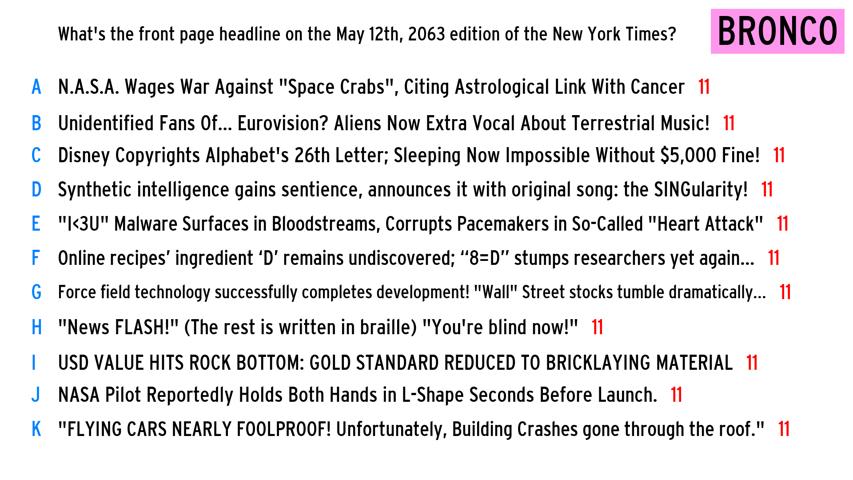 What's the front page headline on the May 12th, 2063 edition of the New York Times?
BRONCO
A N.A.S.A. Wages War Against "Space Crabs", Citing Astrological Link With Cancer 11
B Unidentified Fans Of... Eurovision? Aliens Now Extra Vocal About Terrestrial Music! 11
C Disney Copyrights Alphabet's 26th Letter; Sleeping Now Impossible Without $5,000 Fine! 11
D Synthetic intelligence gains sentience, announces it with original song: the SINGularity! 11
E "I<3U" Malware Surfaces in Bloodstreams, Corrupts Pacemakers in So-Called "Heart Attack" 11
F Online recipes’ ingredient ‘D’ remains undiscovered; “8=D” stumps researchers yet again... 11
G Force field technology successfully completes development! "Wall" Street stocks tumble dramatically... 11
H "News FLASH!" (The rest is written in braille) "You're blind now!" 11
I USD VALUE HITS ROCK BOTTOM: GOLD STANDARD REDUCED TO BRICKLAYING MATERIAL 11
J NASA Pilot Reportedly Holds Both Hands in L-Shape Seconds Before Launch. 11
K "FLYING CARS NEARLY FOOLPROOF! Unfortunately, Building Crashes gone through the roof." 11